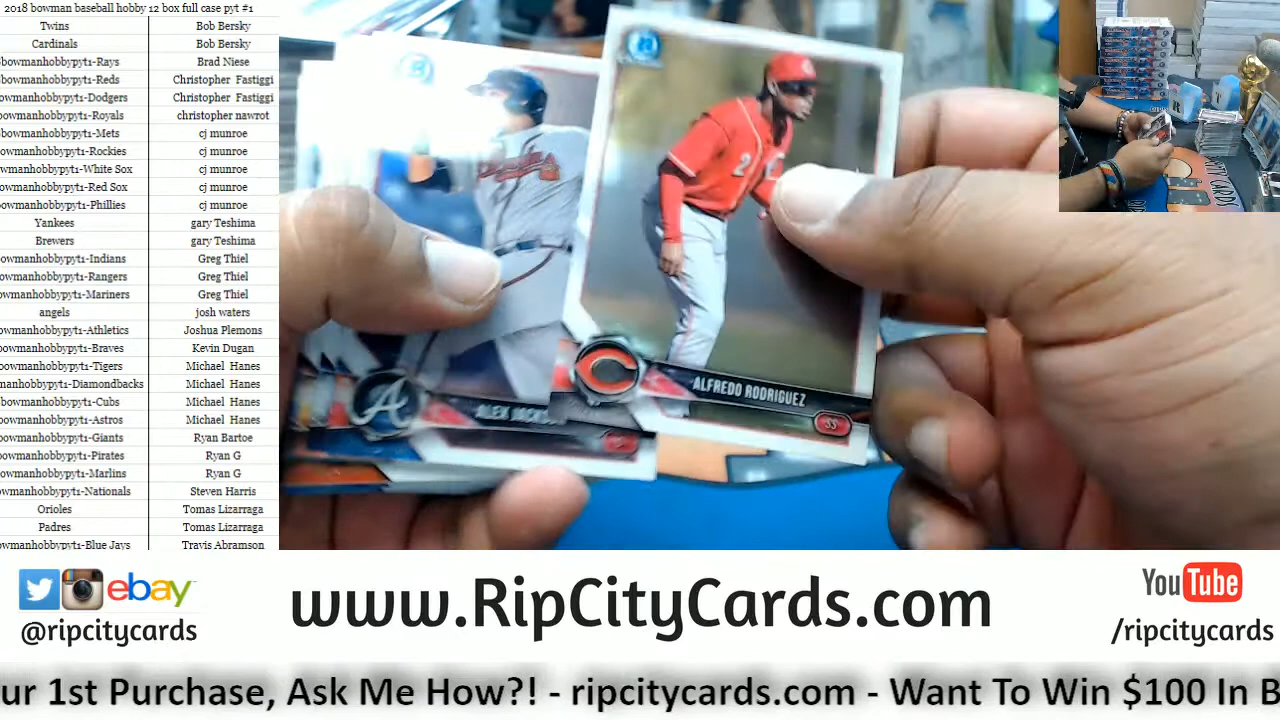 2018 bowman baseball hobby 12 box full case pyt #1
Twins Bob Bersky
Cardinals Bob Bersky
bowmanhobbypyt1-Rays Brad Niese
owmanhobbypyt1-Reds Christopher Fastiggi
owmanhobbypyt1-Dodgers Christopher Fastiggi
owmanhobbypyt1-Royals christopher nawrot
owmanhobbypyt1-Mets cj munroe
owmanhobbypyt1-Rockies cj munroe
wmanhobbypyt1-White Sox cj munroe
wmanhobbypyt1-Red Sox cj munroe
owmanhobbypyt1-Phillies cj munroe
Yankees gary Teshima
Brewers gary Teshima
owmanhobbypyt1-Indians Greg Thiel
owmanhobbypyt1-Rangers Greg Thiel
owmanhobbypyt1-Mariners Greg Thiel
angels josh waters
owmanhobbypyt1-Athletics Joshua Plemons
owmanhobbypyt1-Braves Kevin Dugan
owmanhobbypyt1-Tigers Michael Hanes
manhobbypyt1-Diamondbacks Michael Hanes
owmanhobbypyt1-Cubs Michael Hanes
owmanhobbypyt1-Astros Michael Hanes
owmanhobbypyt1-Giants Ryan Bartoe
owmanhobbypyt1-Pirates Ryan G
owmanhobbypyt1-Marlins Ryan G
wmanhobbypyt1-Nationals Steven Harris
Orioles Tomas Lizarraga
Padres Tomas Lizarraga
owmanhobbypyt1-Blue Jays Travis Abramson
2
A
ALEX
C
ALFREDO RODRIGUEZ
SS
ebay
@ripcitycards
www.RipCityCards.com
YouTube
/ripcitycards
ur 1st Purchase, Ask Me How?! - ripcitycards.com - Want To Win $100 In B